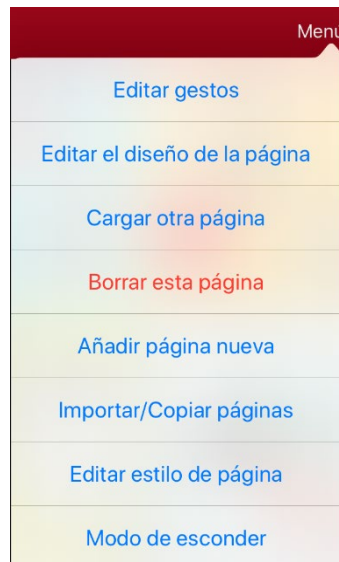 Menú
Editar gestos
Editar el diseño de la página
Cargar otra página
Borrar esta página
Añadir página nueva
Importar/Copiar páginas
Editar estilo de página
Modo de esconder